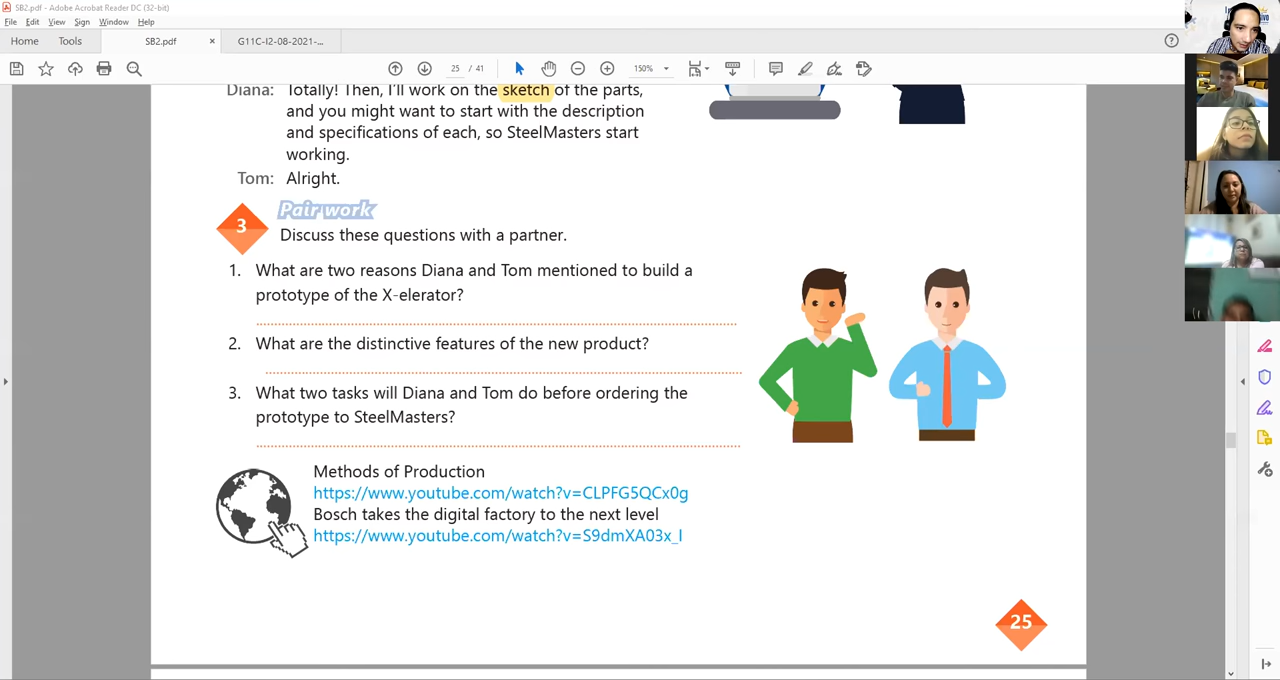 SB2.pdf - Adobe Acrobat Reader DC (32-bit)
File Edit View Sign Window Help
Home Tools SB2.pdf × G11C-I2-08-2021-...
25 / 41 150%
Diana: Totally! Then, I'll work on the sketch of the parts,
and you might want to start with the description
and specifications of each, so SteelMasters start
working.
Tom: Alright.
3 Pair work
Discuss these questions with a partner.
1. What are two reasons Diana and Tom mentioned to build a
prototype of the X-elerator?
2. What are the distinctive features of the new product?
3. What two tasks will Diana and Tom do before ordering the
prototype to SteelMasters?
Methods of Production
https://www.youtube.com/watch?v=CLPFG5QCx0g
Bosch takes the digital factory to the next level
https://www.youtube.com/watch?v=S9dmXA03x_I
25